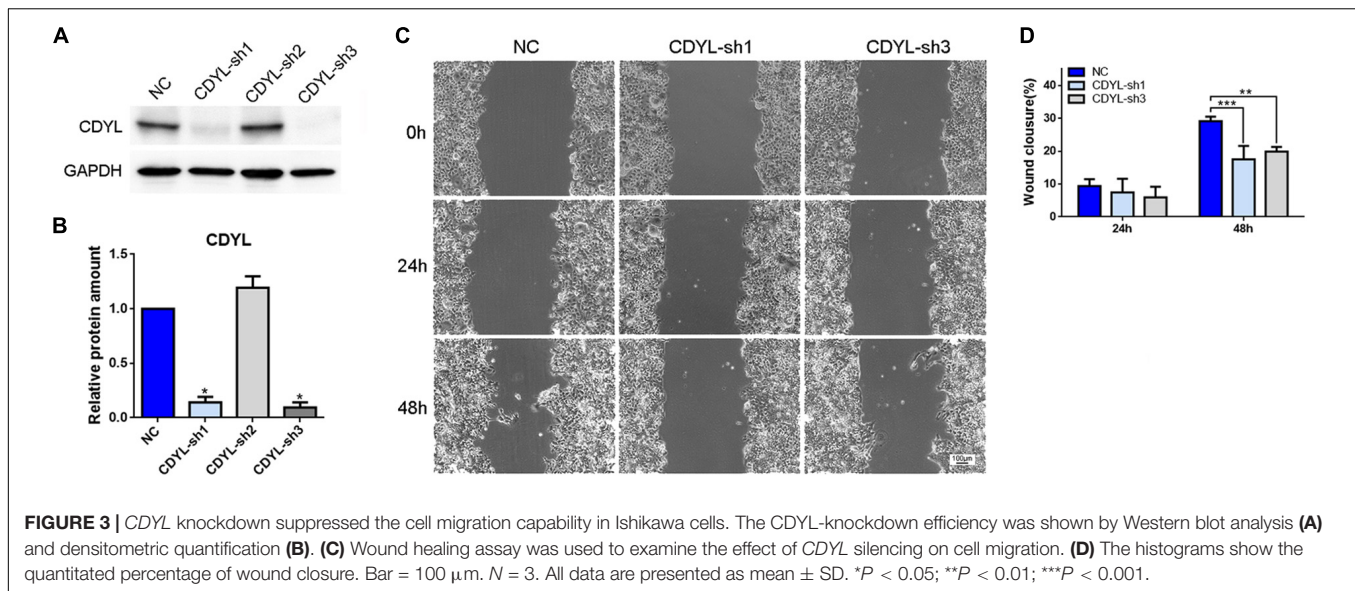 A
NC
CDYL-sh1
CDYL-sh2
CDYL-sh3
CDYL
GAPDH
B
CDYL
Relative protein amount
1.5
1.0
0.5
0.0
*
*
NC
CDYL-sh1
CDYL-sh2
CDYL-sh3
C
NC CDYL-sh1 CDYL-sh3
0h
24h
48h
100μm
D
NC
CDYL-sh1
CDYL-sh3
Wound clousure(%)
40
30
20
10
0
**
***
24h 48h
FIGURE 3 | CDYL knockdown suppressed the cell migration capability in Ishikawa cells. The CDYL-knockdown efficiency was shown by Western blot analysis (A)
and densitometric quantification (B). (C) Wound healing assay was used to examine the effect of CDYL silencing on cell migration. (D) The histograms show the
quantitated percentage of wound closure. Bar = 100 μm. N = 3. All data are presented as mean ± SD. *P < 0.05; **P < 0.01; ***P < 0.001.